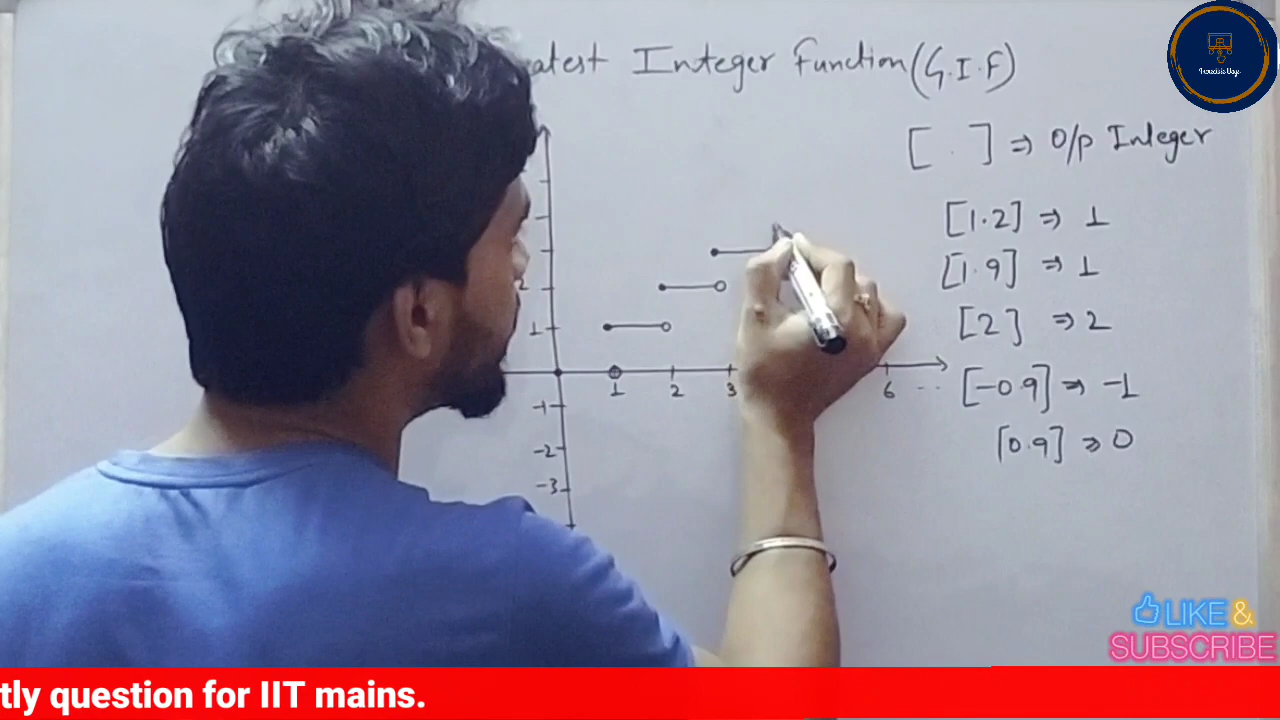 atest Integer Function (G.I.F)
[ . ] ⇒ O/p Integer
[1.2] ⇒ 1
[1.9] ⇒ 1
[2] ⇒ 2
[-0.9] ⇒ -1
[0.9] ⇒ 0
2
1
1 2 3 6 ...
-1
-2
-3
LIKE &
SUBSCRIBE
tly question for IIT mains.